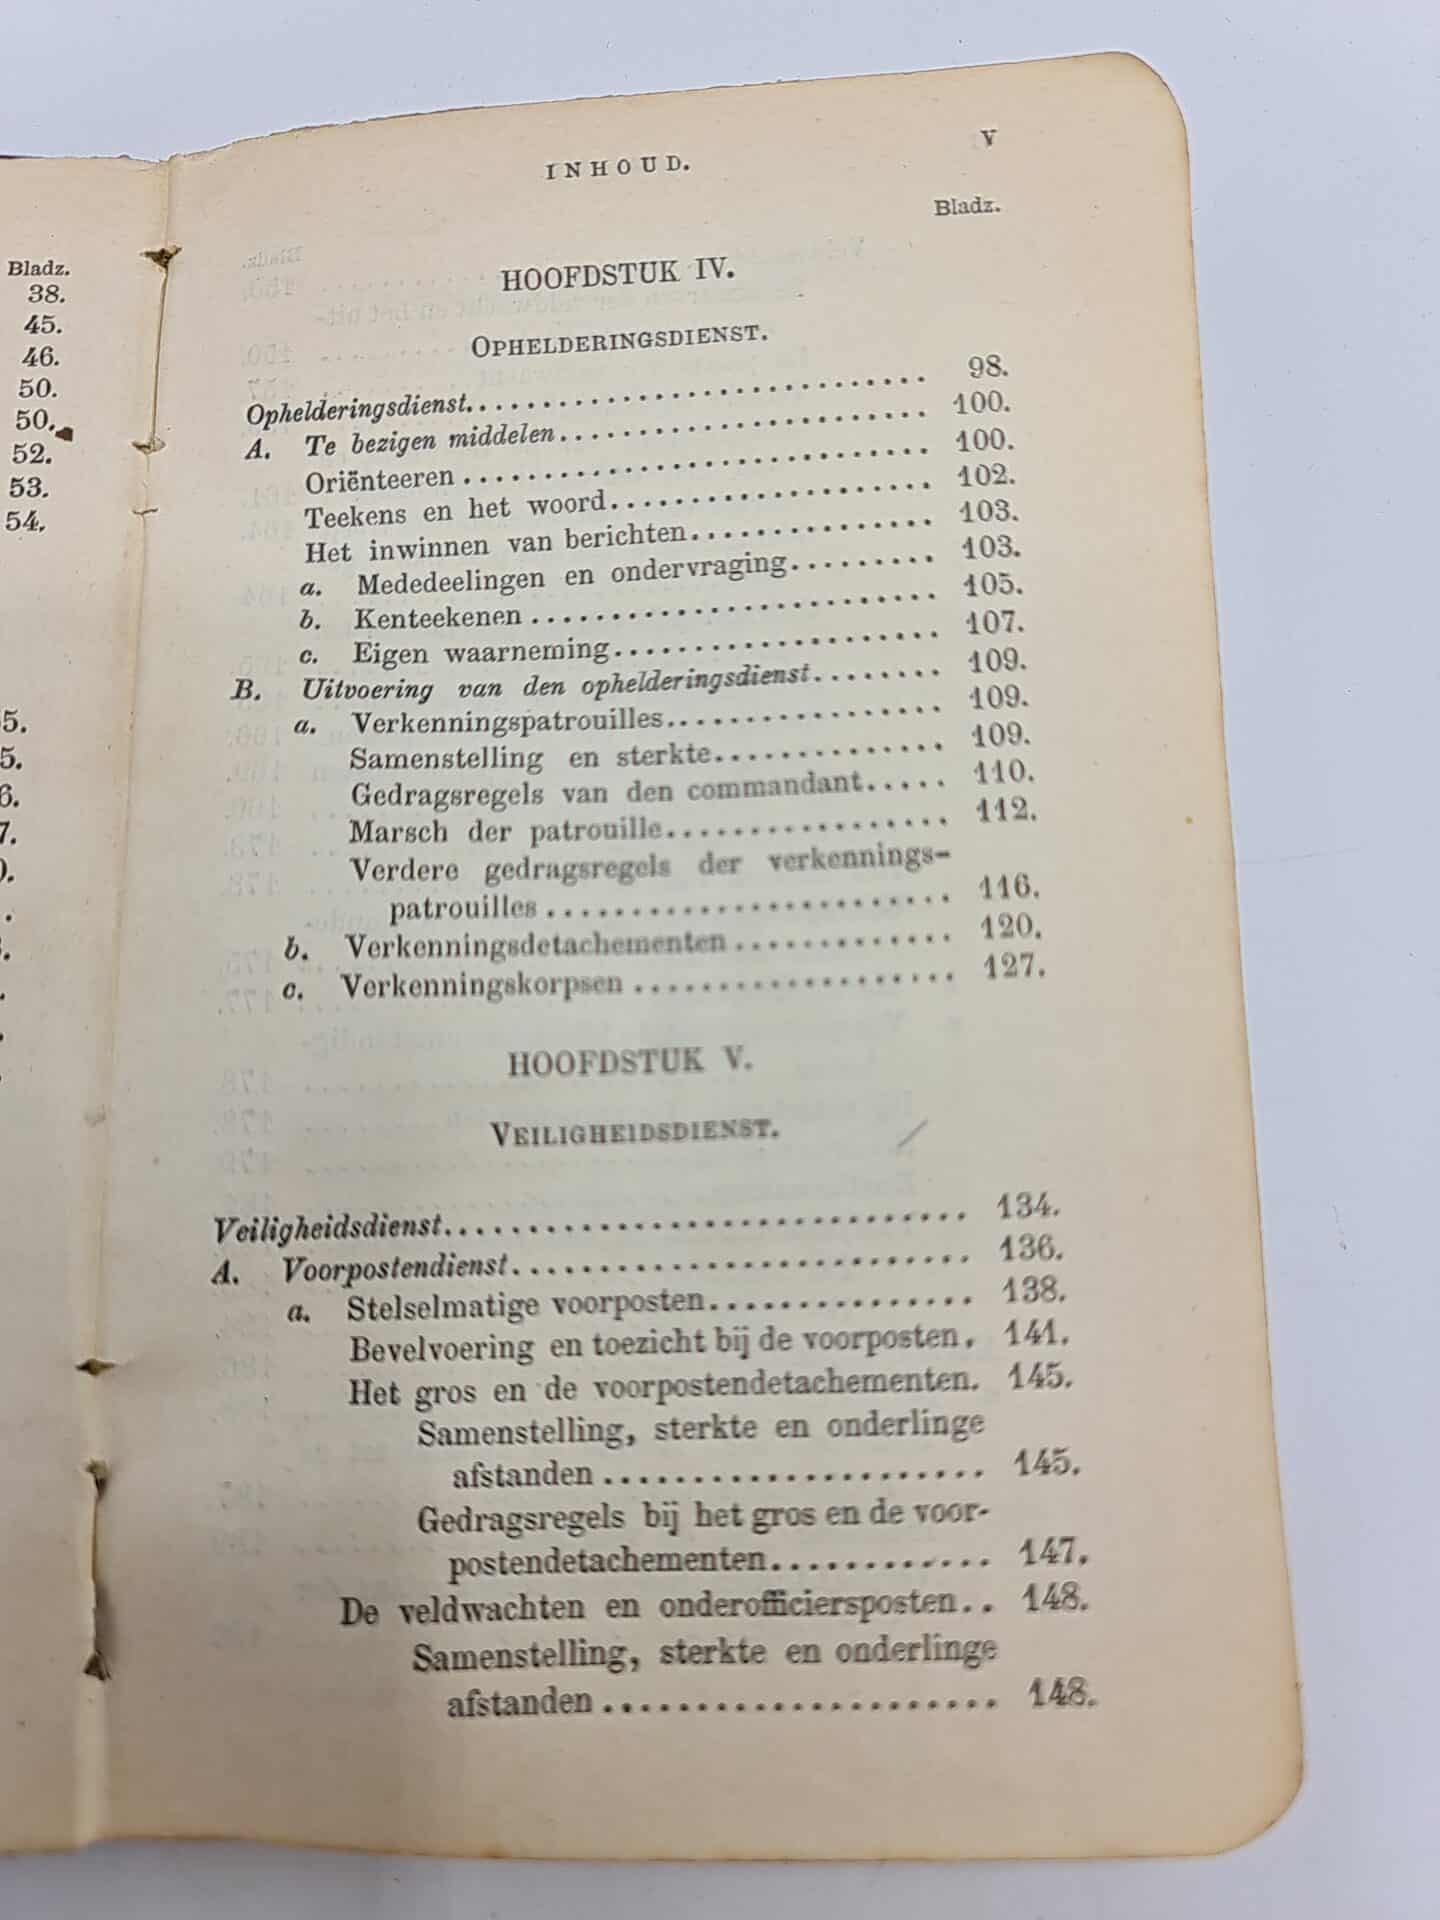 Bladz.
38.
45.
46.
50.
50.
52.
53.
54.
INHOUD.
V
Bladz.
HOOFDSTUK IV.
OPHELDERINGSDIENST.
Ophelderingsdienst.............................. 98.
A. Te bezigen middelen........................ 100.
Oriënteeren .............................. 100.
Teekens en het woord..................... 102.
Het inwinnen van berichten................ 103.
a. Mededeelingen en ondervraging......... 103.
b. Kenteekenen .......................... 105.
c. Eigen waarneming..................... 107.
B. Uitvoering van den ophelderingsdienst........ 109.
a. Verkenningspatrouilles................. 109.
Samenstelling en sterkte.............. 109.
Gedragsregels van den commandant..... 110.
Marsch der patrouille................. 112.
Verdere gedragsregels der verkennings-
patrouilles ........................ 116.
b. Verkenningsdetachementen ............. 120.
c. Verkenningskorpsen ................... 127.
HOOFDSTUK V.
VEILIGHEIDSDIENST.
Veiligheidsdienst............................... 134.
A. Voorpostendienst........................... 136.
a. Stelselmatige voorposten............... 138.
Bevelvoering en toezicht bij de voorposten. 141.
Het gros en de voorpostendetachementen. 145.
Samenstelling, sterkte en onderlinge
afstanden ..................... 145.
Gedragsregels bij het gros en de voor-
postendetachementen............ 147.
De veldwachten en onderofficiersposten.. 148.
Samenstelling, sterkte en onderlinge
afstanden ..................... 148.